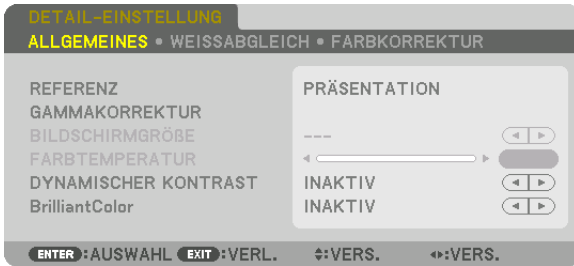 DETAIL-EINSTELLUNG
ALLGEMEINES • WEISSABGLEICH • FARBKORREKTUR
REFERENZ PRÄSENTATION
GAMMAKORREKTUR
BILDSCHIRMGRÖßE ---
FARBTEMPERATUR
DYNAMISCHER KONTRAST INAKTIV
BrilliantColor INAKTIV
ENTER:AUSWAHL EXIT:VERL. :VERS. :VERS.